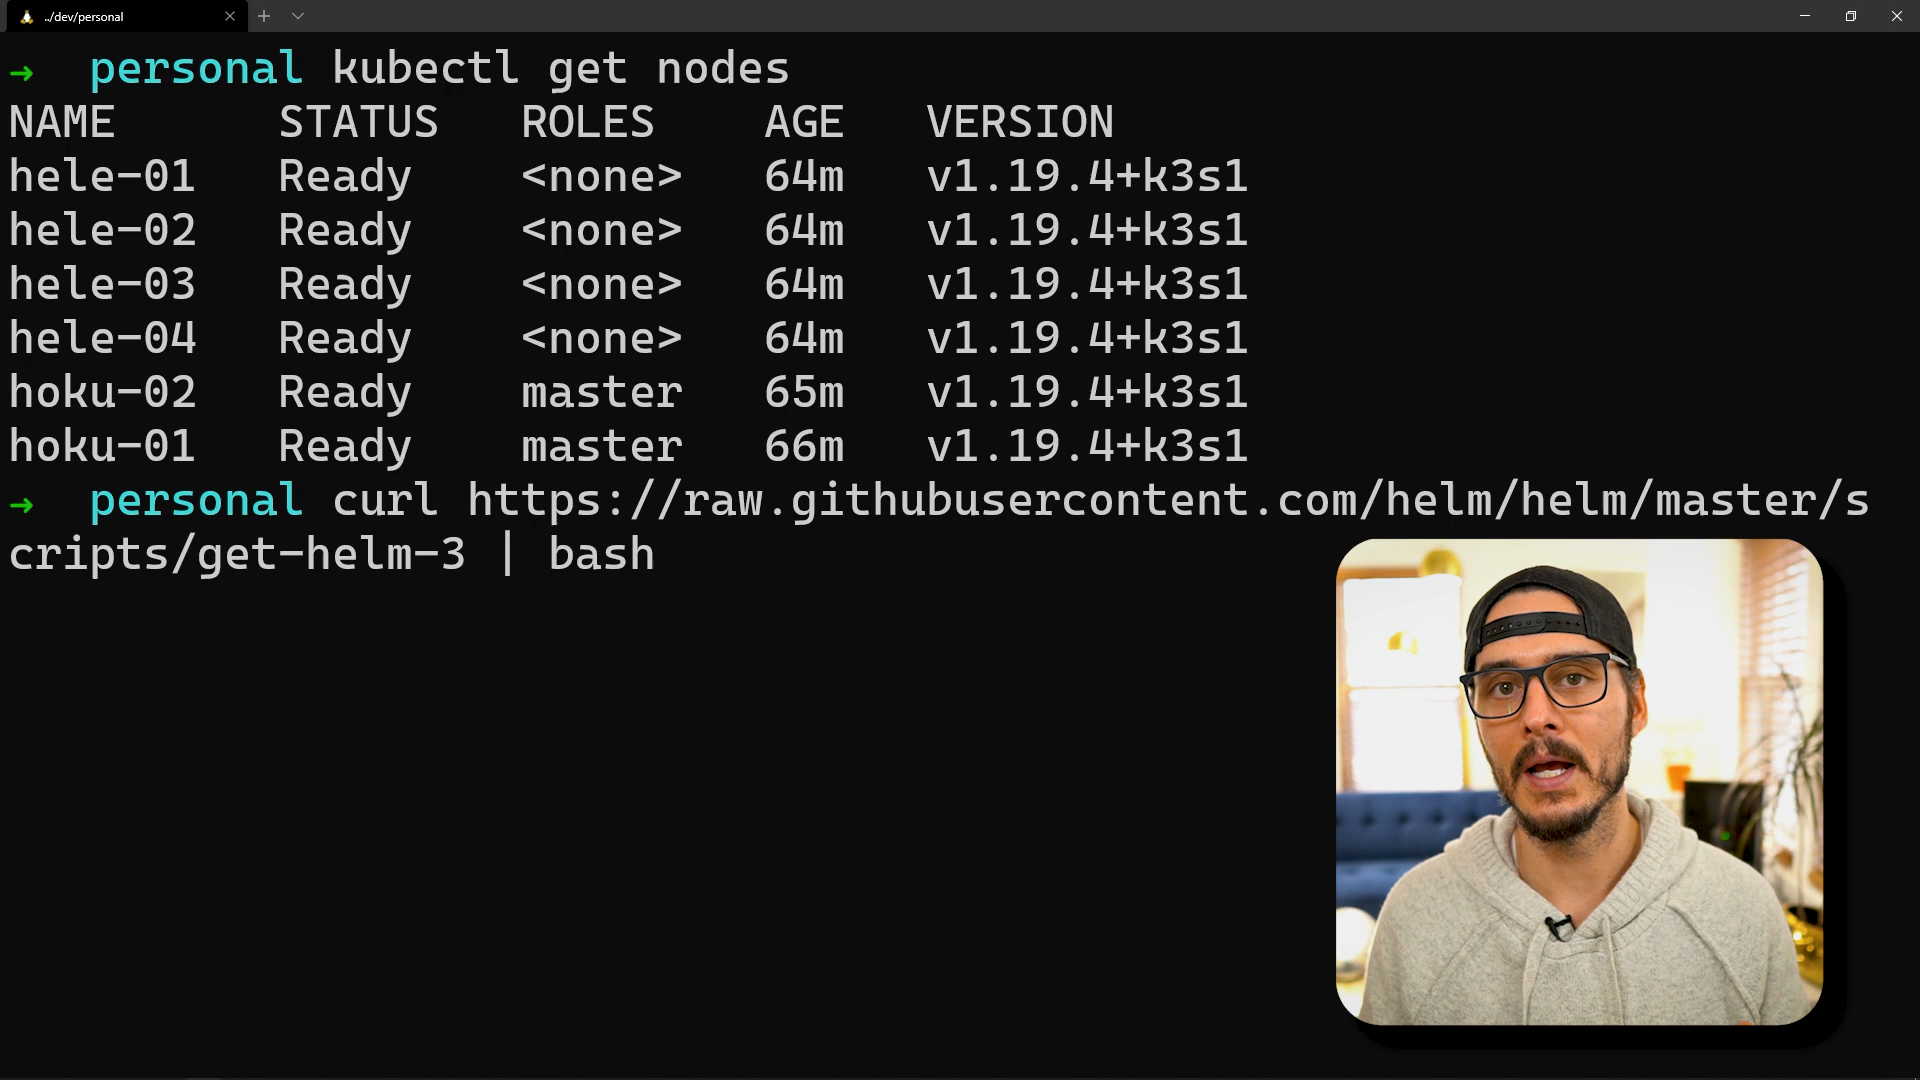 ../dev/personal
→ personal kubectl get nodes
NAME STATUS ROLES AGE VERSION
hele-01 Ready <none> 64m v1.19.4+k3s1
hele-02 Ready <none> 64m v1.19.4+k3s1
hele-03 Ready <none> 64m v1.19.4+k3s1
hele-04 Ready <none> 64m v1.19.4+k3s1
hoku-02 Ready master 65m v1.19.4+k3s1
hoku-01 Ready master 66m v1.19.4+k3s1
→ personal curl https://raw.githubusercontent.com/helm/helm/master/s
cripts/get-helm-3 | bash